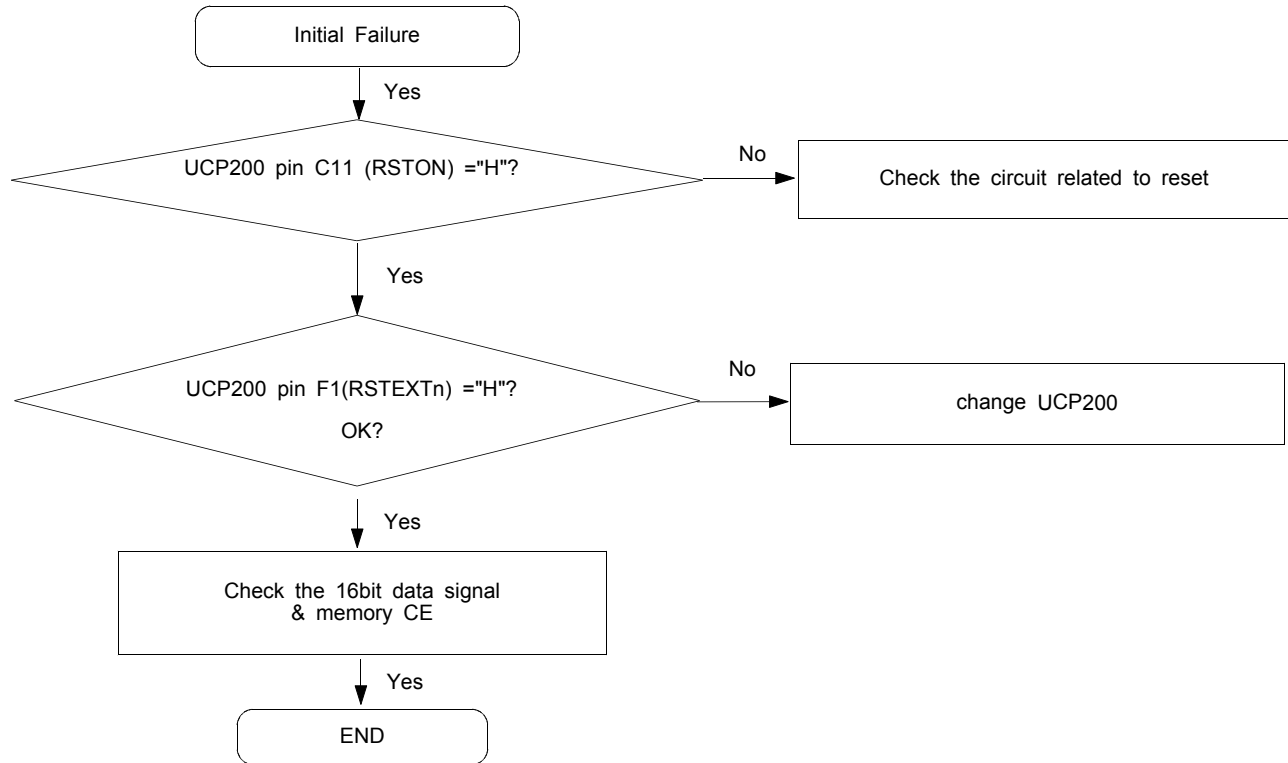 Initial Failure
Yes
UCP200 pin C11 (RSTON) ="H"?
No
Check the circuit related to reset
Yes
UCP200 pin F1(RSTEXTn) ="H"?
OK?
No
change UCP200
Yes
Check the 16bit data signal
& memory CE
Yes
END